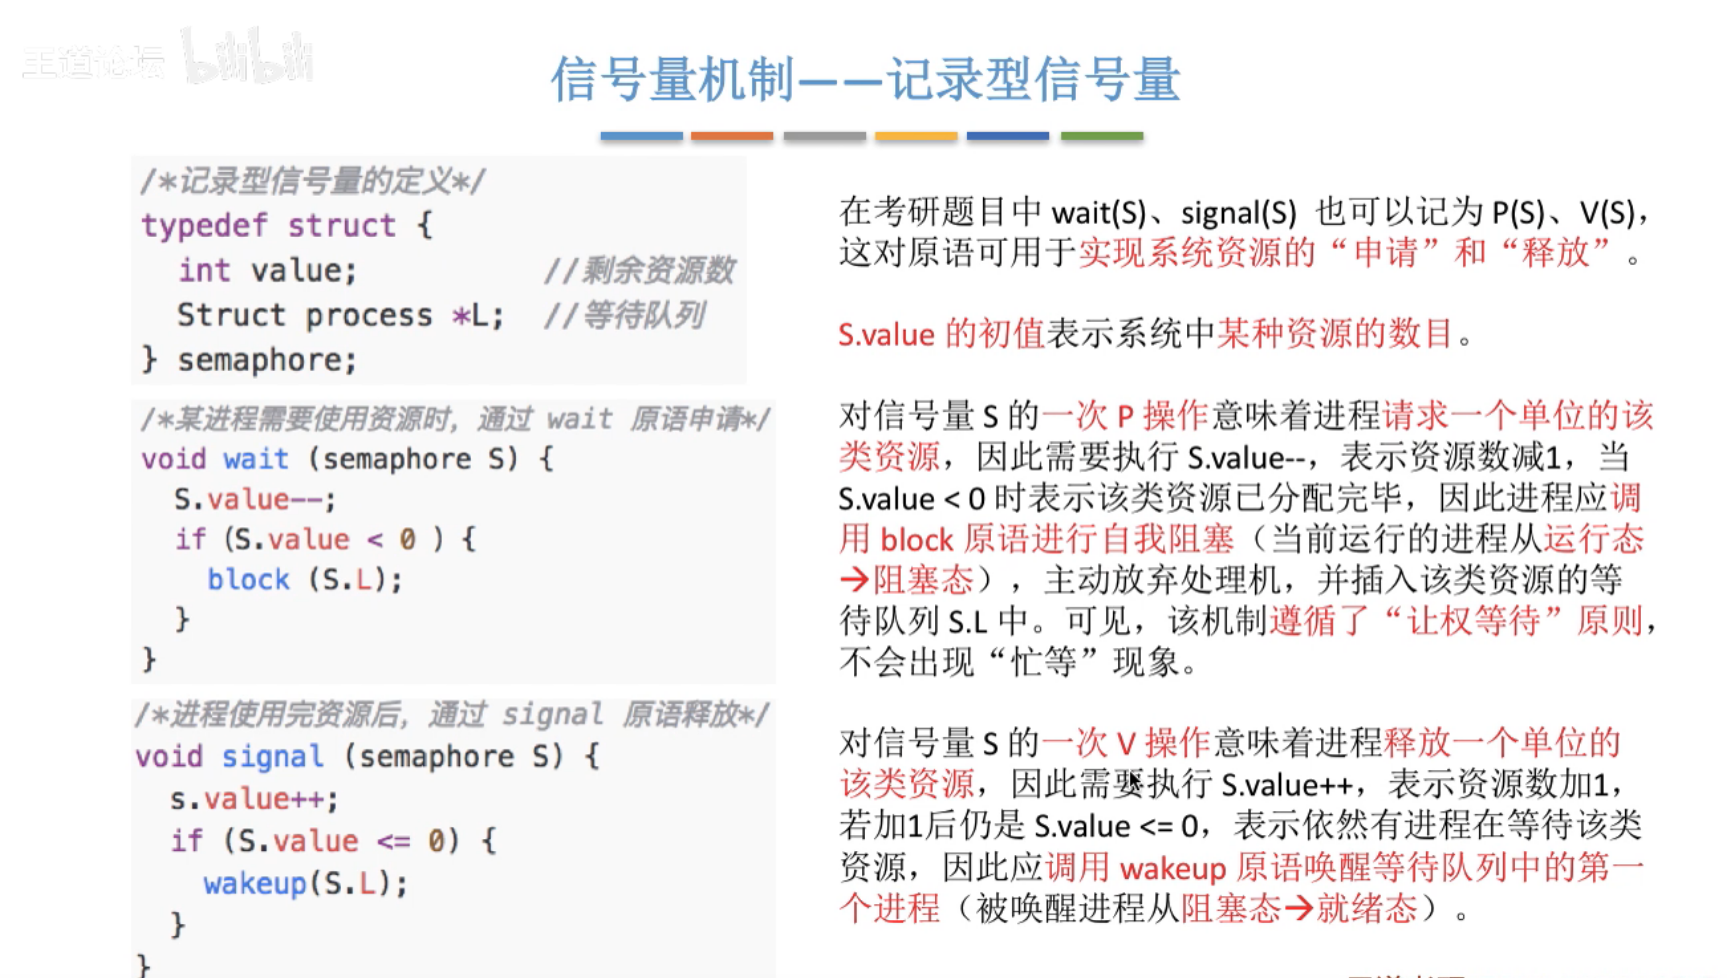 王道论坛 bilibili
信号量机制——记录型信号量
/*记录型信号量的定义*/
typedef struct {
int value; //剩余资源数
Struct process *L; //等待队列
} semaphore;
/*某进程需要使用资源时，通过 wait 原语申请*/
void wait (semaphore S) {
S.value--;
if (S.value < 0 ) {
block (S.L);
}
}
/*进程使用完资源后，通过 signal 原语释放*/
void signal (semaphore S) {
s.value++;
if (S.value <= 0) {
wakeup(S.L);
}
}
在考研题目中 wait(S)、signal(S) 也可以记为 P(S)、V(S)，
这对原语可用于实现系统资源的“申请”和“释放”。
S.value 的初值表示系统中某种资源的数目。
对信号量 S 的一次 P 操作意味着进程请求一个单位的该
类资源，因此需要执行 S.value--，表示资源数减1，当
S.value < 0 时表示该类资源已分配完毕，因此进程应调
用 block 原语进行自我阻塞（当前运行的进程从运行态
→阻塞态），主动放弃处理机，并插入该类资源的等
待队列 S.L 中。可见，该机制遵循了“让权等待”原则，
不会出现“忙等”现象。
对信号量 S 的一次 V 操作意味着进程释放一个单位的
该类资源，因此需要执行 S.value++，表示资源数加1，
若加1后仍是 S.value <= 0，表示依然有进程在等待该类
资源，因此应调用 wakeup 原语唤醒等待队列中的第一
个进程（被唤醒进程从阻塞态→就绪态）。